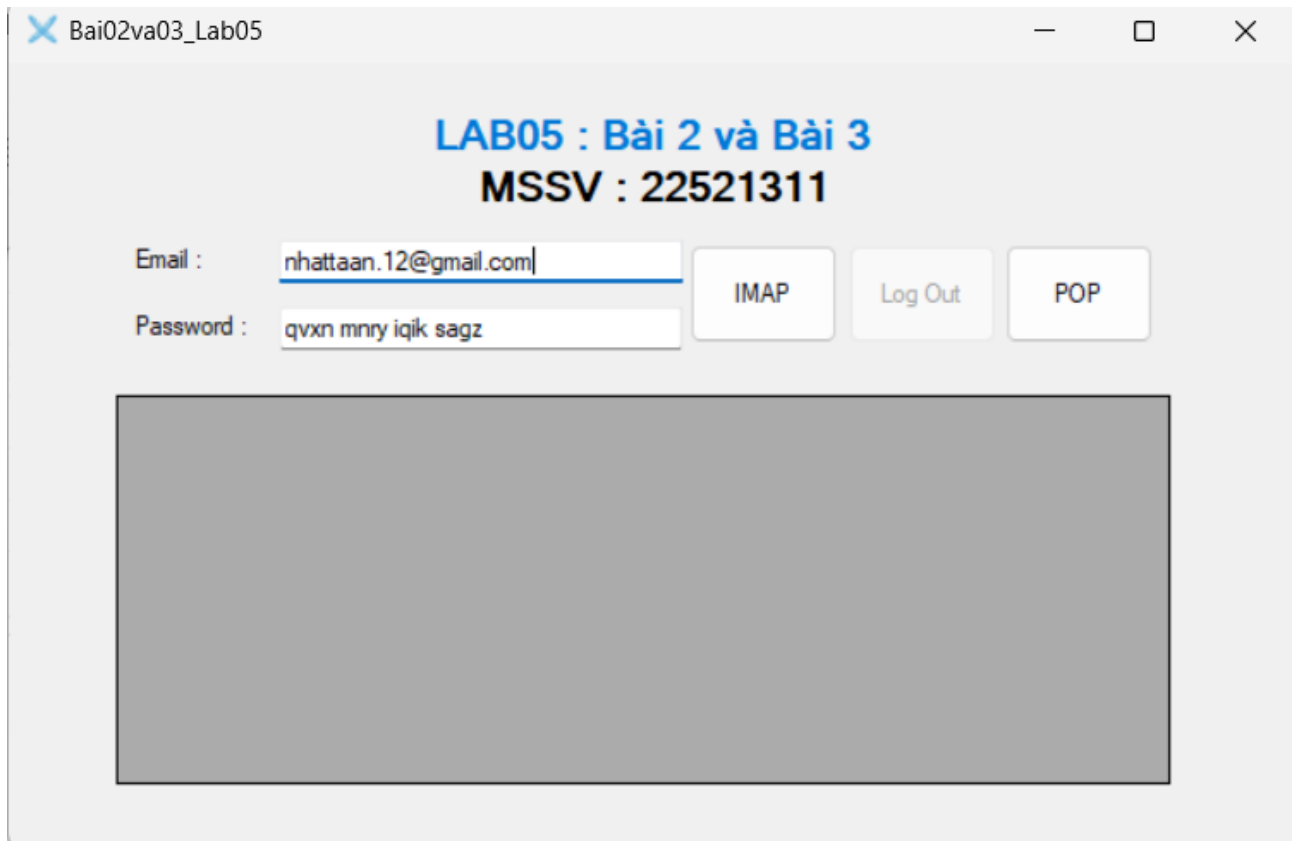 Bai02va03_Lab05
LAB05 : Bài 2 và Bài 3
MSSV : 22521311
Email : nhattaan.12@gmail.com
IMAP Log Out POP
Password : qvxn mnry iqik sagz